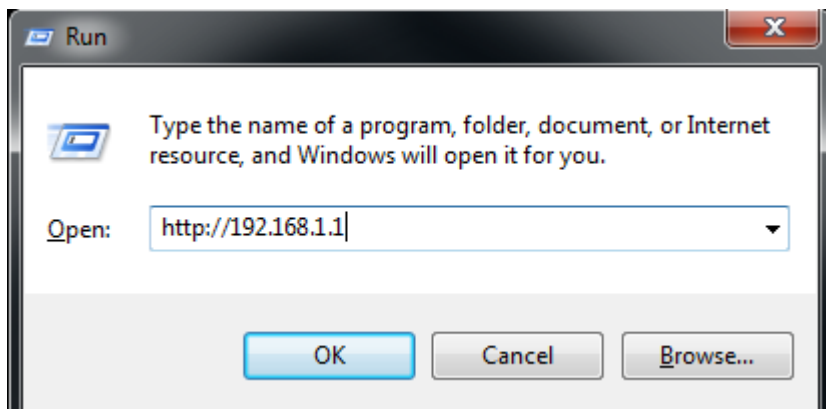 Run
Type the name of a program, folder, document, or Internet
resource, and Windows will open it for you.
Open: http://192.168.1.1
OK Cancel Browse...